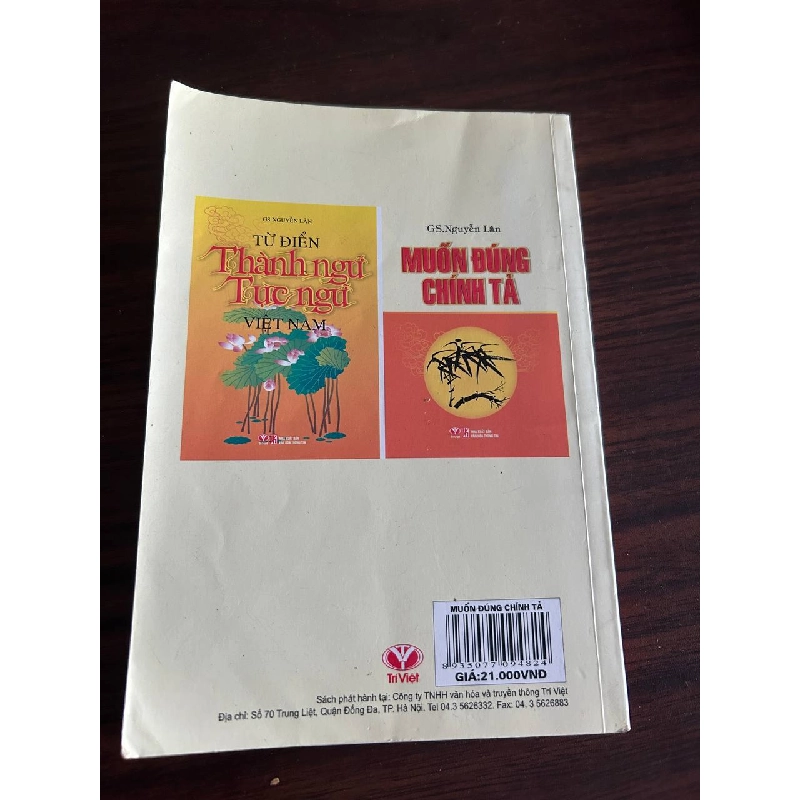 GS.NGUYỄN LÂN
TỪ ĐIỂN
Thành ngữ
Tục ngữ
VIỆT NAM
GS.Nguyễn Lân
MUỐN ĐÚNG
CHÍNH TẢ
MUỐN ĐÚNG CHÍNH TẢ
8935077094824
GIÁ:21.000VND
Trí Việt
Sách phát hành tại: Công ty TNHH văn hóa và truyền thông Trí Việt
Địa chỉ: Số 70 Trung Liệt, Quận Đống Đa, TP. Hà Nội. Tel 04.3 5626332. Fax: 04. 3 5626883